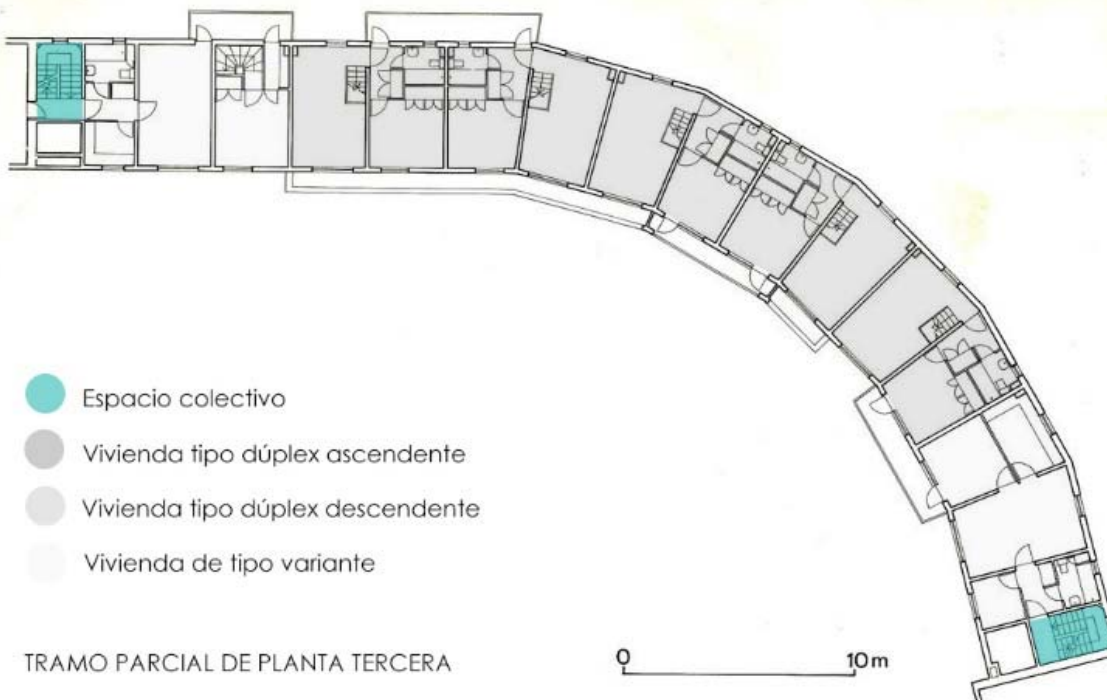 Espacio colectivo
Vivienda tipo dúplex ascendente
Vivienda tipo dúplex descendente
Vivienda de tipo variante
TRAMO PARCIAL DE PLANTA TERCERA
0 10m